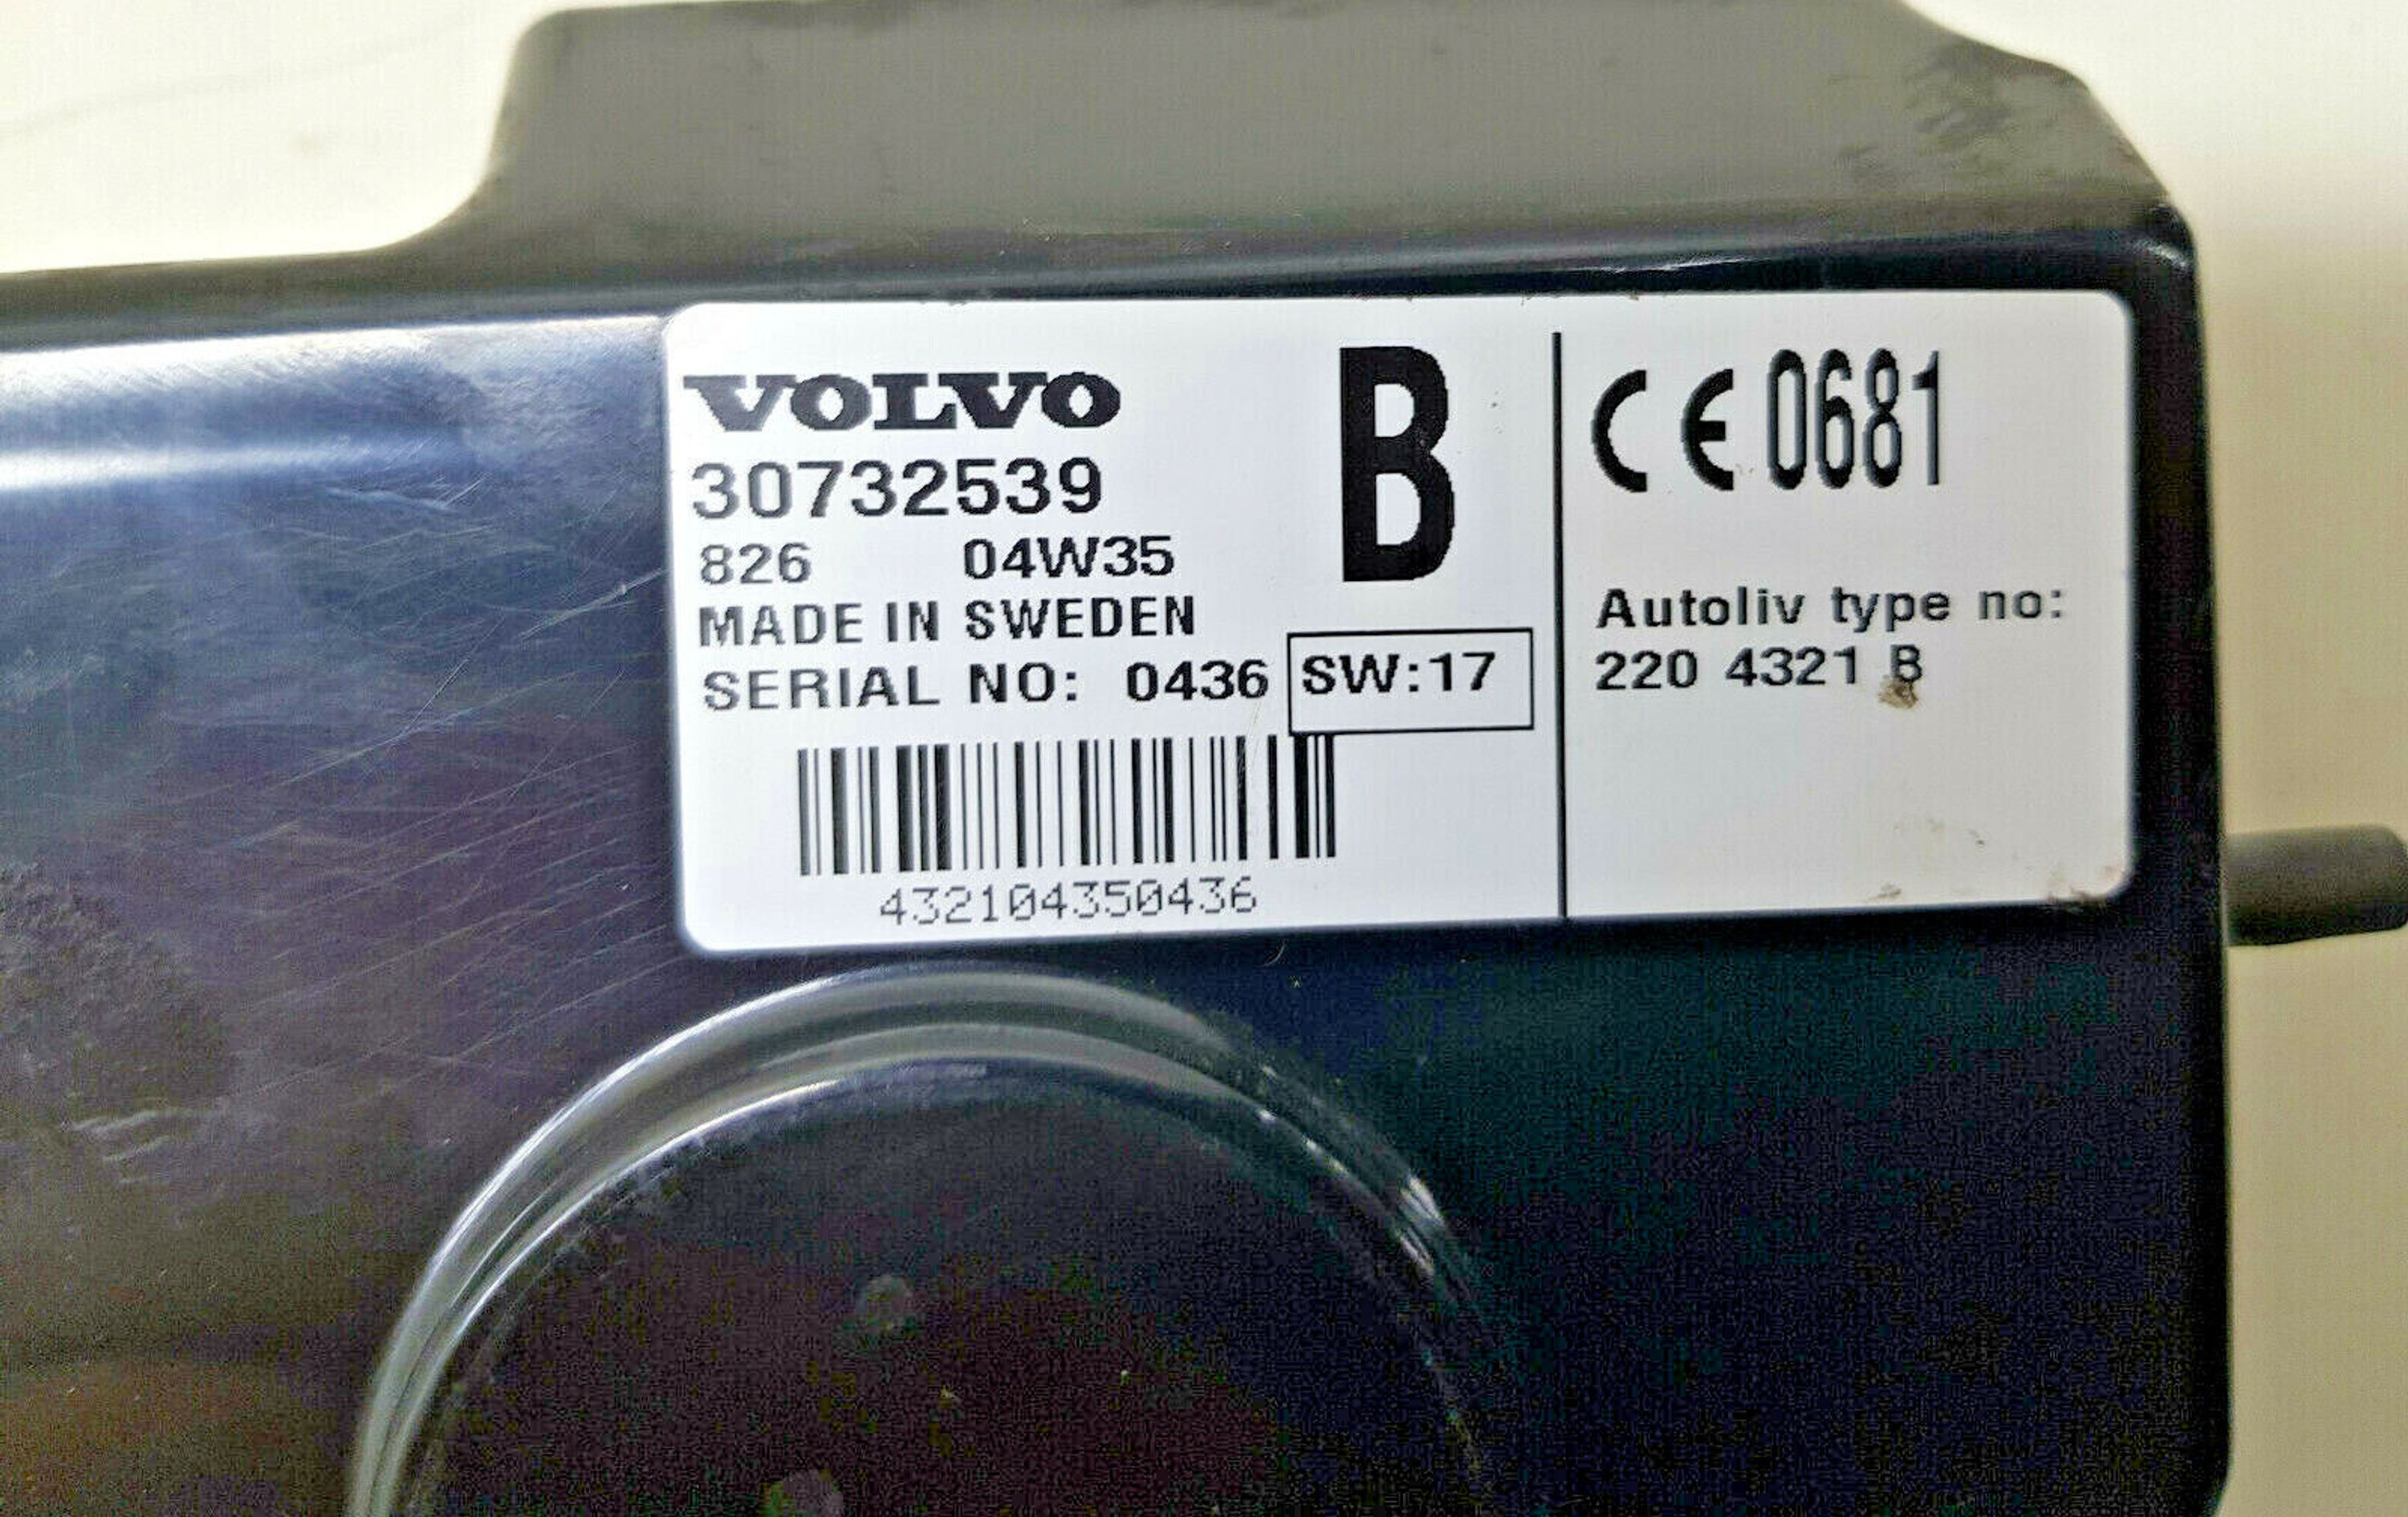 VOLVO
30732539
826 04W35
MADE IN SWEDEN
SERIAL NO: 0436
SW:17
432104350436
B
CE 0681
Autoliv type no:
220 4321 B